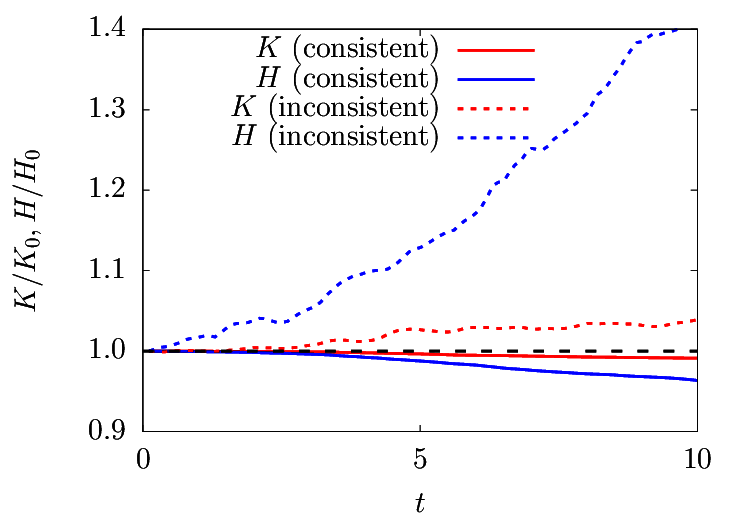 1.4
K (consistent)
H (consistent)
1.3
K (inconsistent)
H (inconsistent)
1.2
K/K₀, H/H₀
1.1
1.0
0.9
0 5 10
t